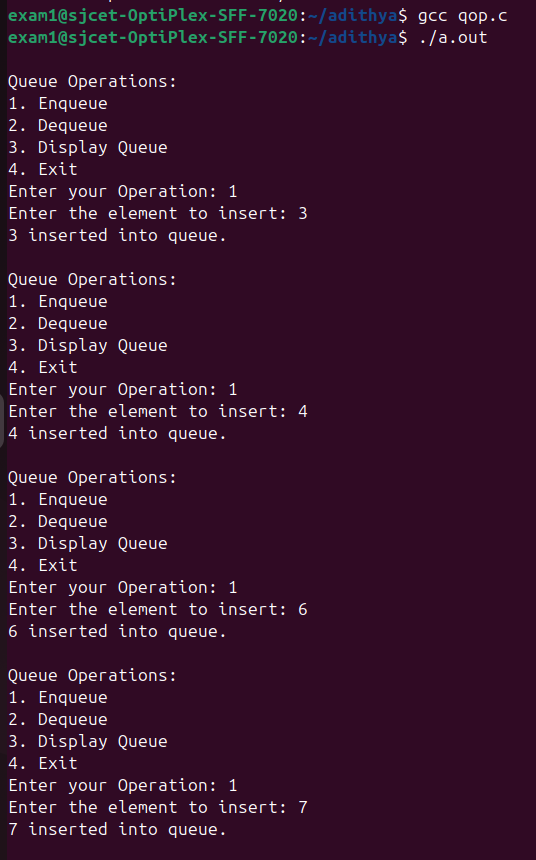 exam1@sjcet-OptiPlex-SFF-7020:~/adithya$ gcc qop.c
exam1@sjcet-OptiPlex-SFF-7020:~/adithya$ ./a.out

Queue Operations:
1. Enqueue
2. Dequeue
3. Display Queue
4. Exit
Enter your Operation: 1
Enter the element to insert: 3
3 inserted into queue.

Queue Operations:
1. Enqueue
2. Dequeue
3. Display Queue
4. Exit
Enter your Operation: 1
Enter the element to insert: 4
4 inserted into queue.

Queue Operations:
1. Enqueue
2. Dequeue
3. Display Queue
4. Exit
Enter your Operation: 1
Enter the element to insert: 6
6 inserted into queue.

Queue Operations:
1. Enqueue
2. Dequeue
3. Display Queue
4. Exit
Enter your Operation: 1
Enter the element to insert: 7
7 inserted into queue.